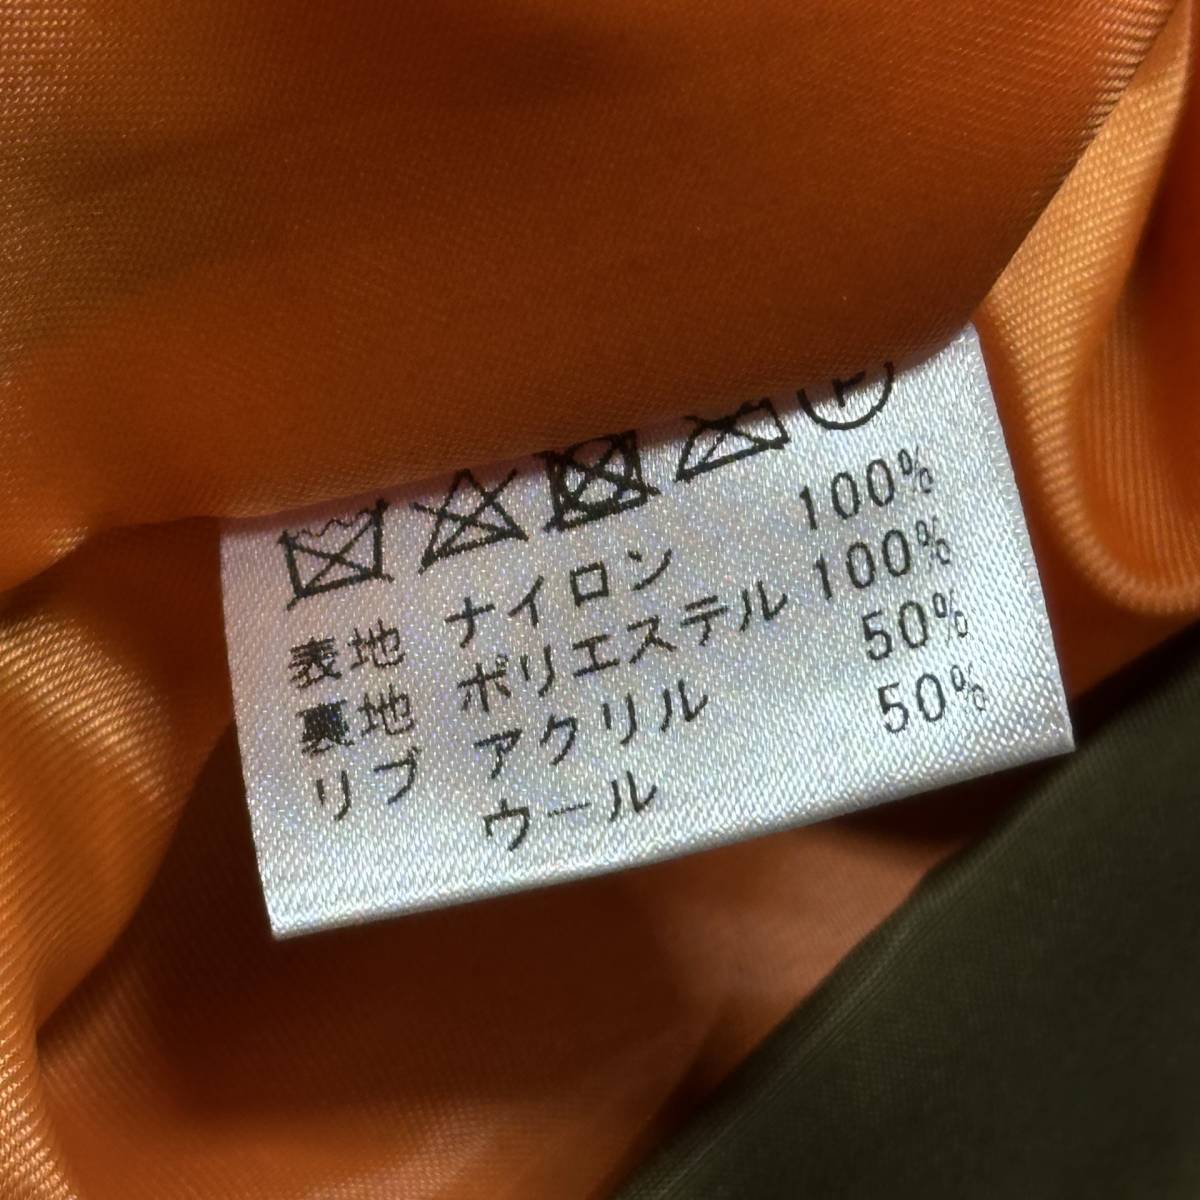 F
表地 ナイロン 100%
裏地 ポリエステル 100%
リブ アクリル 50%
ウール 50%